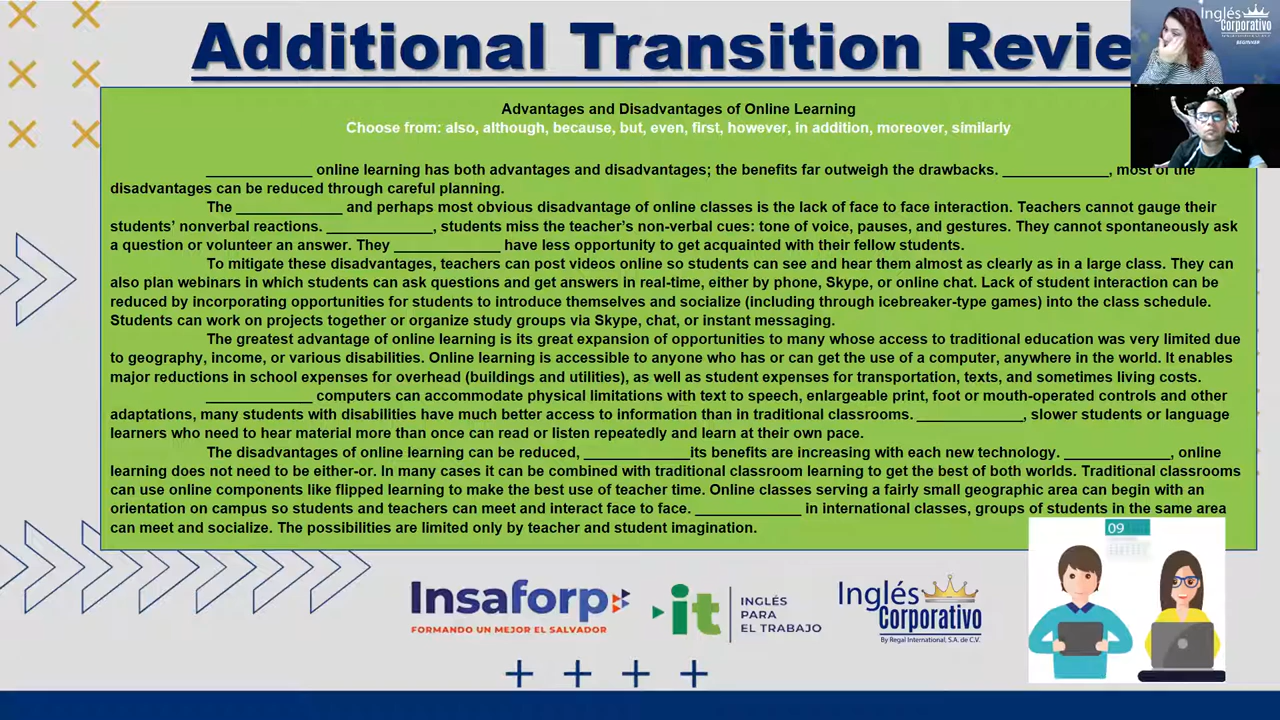 Additional Transition Revie
Inglés
Corporativo
BEGINNER
Advantages and Disadvantages of Online Learning
Choose from: also, although, because, but, even, first, however, in addition, moreover, similarly
_____________ online learning has both advantages and disadvantages; the benefits far outweigh the drawbacks. _____________, most of the
disadvantages can be reduced through careful planning.
The _____________ and perhaps most obvious disadvantage of online classes is the lack of face to face interaction. Teachers cannot gauge their
students’ nonverbal reactions. _____________, students miss the teacher’s non-verbal cues: tone of voice, pauses, and gestures. They cannot spontaneously ask
a question or volunteer an answer. They _____________ have less opportunity to get acquainted with their fellow students.
To mitigate these disadvantages, teachers can post videos online so students can see and hear them almost as clearly as in a large class. They can
also plan webinars in which students can ask questions and get answers in real-time, either by phone, Skype, or online chat. Lack of student interaction can be
reduced by incorporating opportunities for students to introduce themselves and socialize (including through icebreaker-type games) into the class schedule.
Students can work on projects together or organize study groups via Skype, chat, or instant messaging.
The greatest advantage of online learning is its great expansion of opportunities to many whose access to traditional education was very limited due
to geography, income, or various disabilities. Online learning is accessible to anyone who has or can get the use of a computer, anywhere in the world. It enables
major reductions in school expenses for overhead (buildings and utilities), as well as student expenses for transportation, texts, and sometimes living costs.
_____________ computers can accommodate physical limitations with text to speech, enlargeable print, foot or mouth-operated controls and other
adaptations, many students with disabilities have much better access to information than in traditional classrooms. _____________, slower students or language
learners who need to hear material more than once can read or listen repeatedly and learn at their own pace.
The disadvantages of online learning can be reduced, _____________its benefits are increasing with each new technology. _____________, online
learning does not need to be either-or. In many cases it can be combined with traditional classroom learning to get the best of both worlds. Traditional classrooms
can use online components like flipped learning to make the best use of teacher time. Online classes serving a fairly small geographic area can begin with an
orientation on campus so students and teachers can meet and interact face to face. _____________ in international classes, groups of students in the same area
can meet and socialize. The possibilities are limited only by teacher and student imagination.
09
Insaforp
FORMANDO UN MEJOR EL SALVADOR
it
INGLÉS
PARA
EL TRABAJO
Inglés
Corporativo
By Regal International, S.A. de C.V.